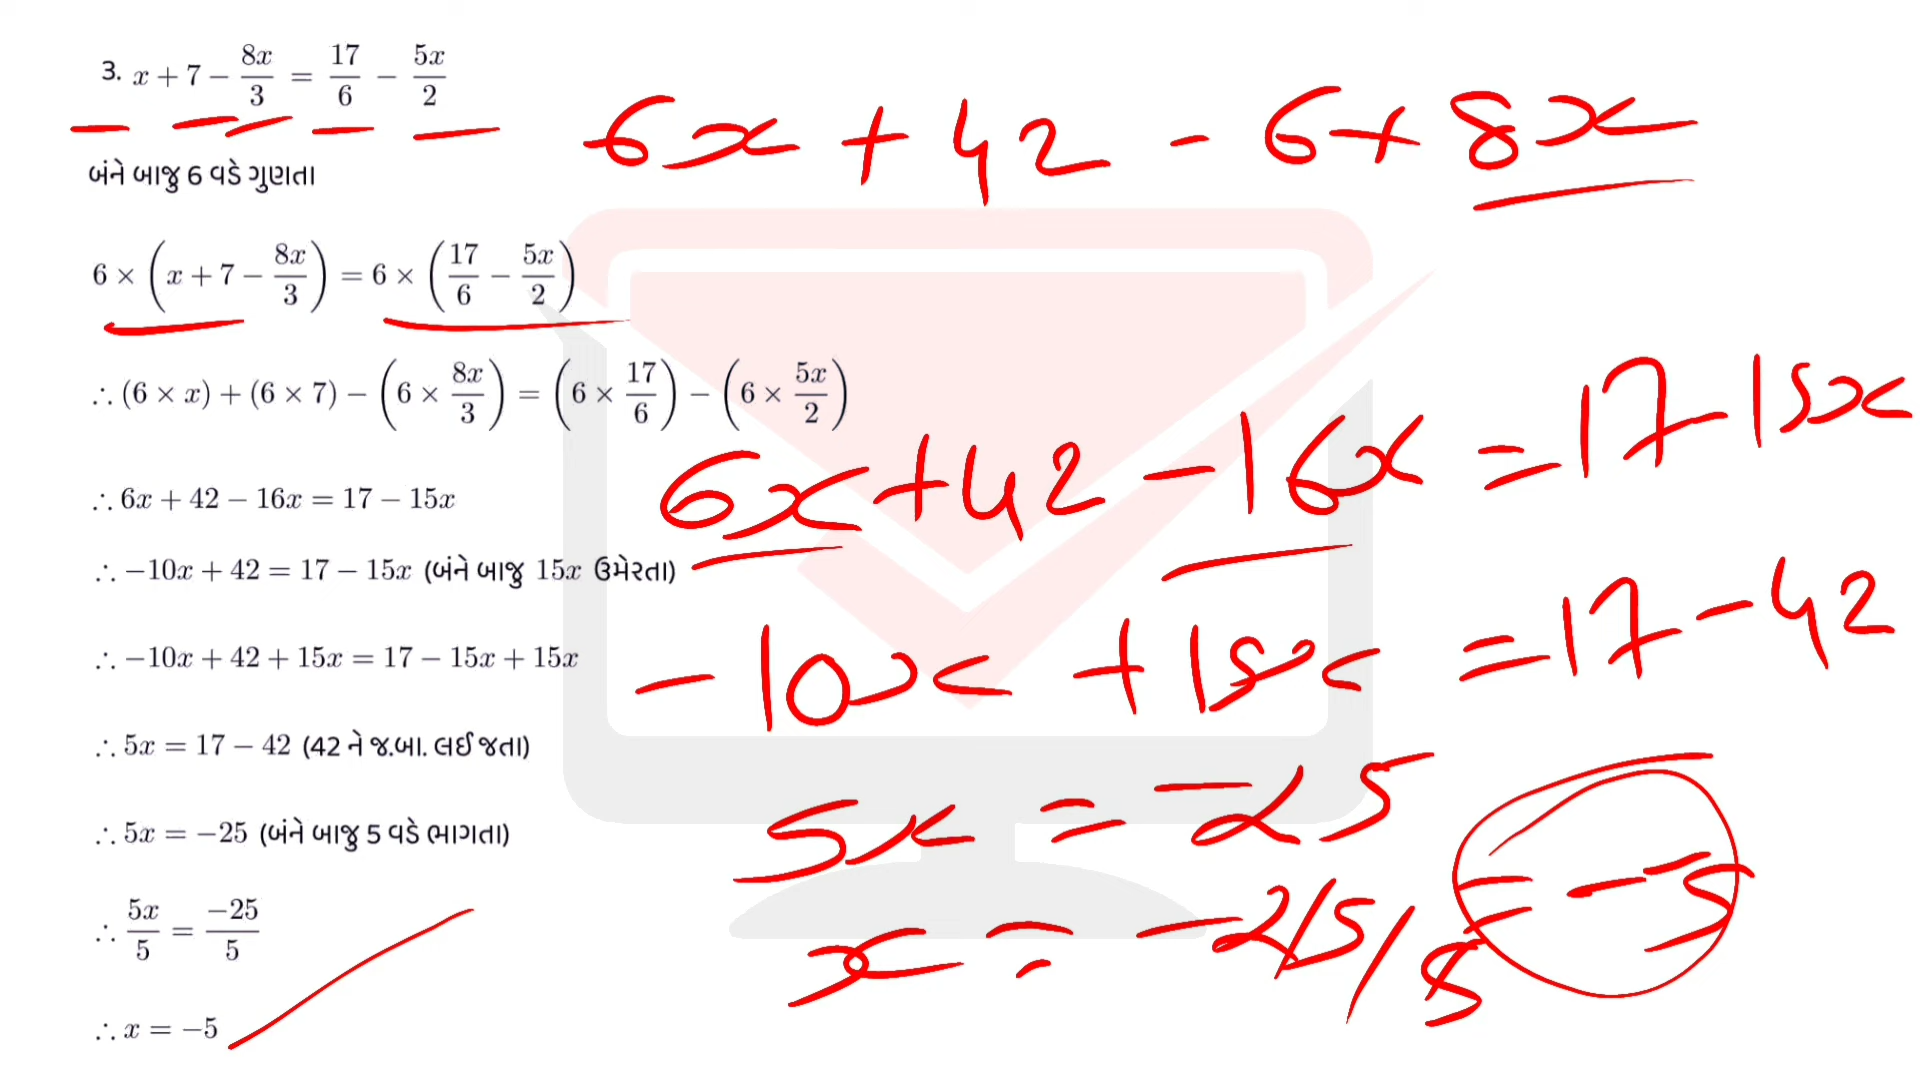 3. x + 7 − 8x/3 = 17/6 − 5x/2
6x + 42 - 6 + 8x
બંને બાજુ 6 વડે ગુણતા
6 × (x + 7 − 8x/3) = 6 × (17/6 − 5x/2)
∴ (6 × x) + (6 × 7) − (6 × 8x/3) = (6 × 17/6) − (6 × 5x/2)
6x + 42 - 16x = 17 - 15x
∴ 6x + 42 − 16x = 17 − 15x
∴ −10x + 42 = 17 − 15x (બંને બાજુ 15x ઉમેરતા)
-10x + 15x = 17 - 42
∴ −10x + 42 + 15x = 17 − 15x + 15x
∴ 5x = 17 − 42 (42 ને જ.બા. લઈ જતા)
5x = -25
∴ 5x = −25 (બંને બાજુ 5 વડે ભાગતા)
x = -25/5 = -5
∴ 5x/5 = −25/5
∴ x = −5